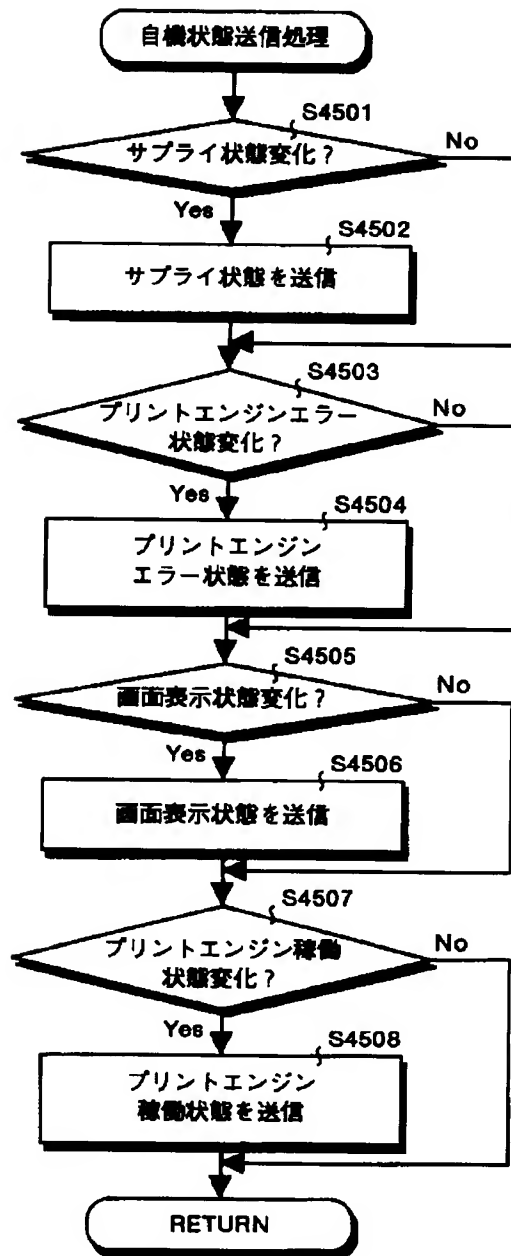 自機状態送信処理
S4501
サプライ状態変化？
No
Yes
S4502
サプライ状態を送信
S4503
プリントエンジンエラー
状態変化？
No
Yes
S4504
プリントエンジン
エラー状態を送信
S4505
画面表示状態変化？
No
Yes
S4506
画面表示状態を送信
S4507
プリントエンジン稼働
状態変化？
No
Yes
S4508
プリントエンジン
稼働状態を送信
RETURN